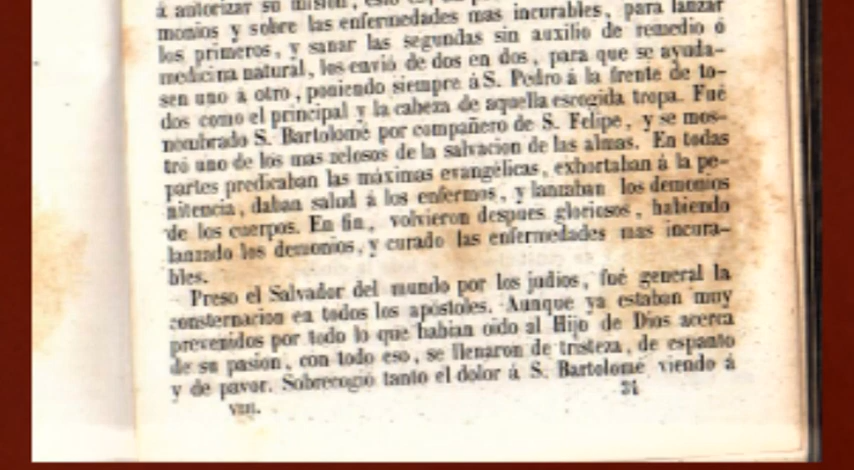 á autorizar su mision, esto es,
monios y sobre las enfermedades mas incurables, para lanzar
los primeros, y sanar las segundas sin auxilio de remedio ó
medicina natural, los envió de dos en dos, para que se ayuda-
sen uno á otro, poniendo siempre á S. Pedro á la frente de to-
dos como el principal y la cabeza de aquella escogida tropa. Fué
nombrado S. Bartolomé por compañero de S. Felipe, y se mos-
tró uno de los mas zelosos de la salvacion de las almas. En todas
partes predicaban las máximas evangélicas, exhortaban á la pe-
nitencia, daban salud á los enfermos, y lanzaban los demonios
de los cuerpos. En fin, volvieron despues gloriosos, habiendo
lanzado los demonios, y curado las enfermedades mas incura-
bles.
Preso el Salvador del mundo por los judíos, fué general la
consternacion en todos los apóstoles. Aunque ya estaban muy
prevenidos por todo lo que habian oido al Hijo de Dios acerca
de su pasion, con todo eso, se llenaron de tristeza, de espanto
y de pavor. Sobrecogió tanto el dolor á S. Bartolomé viendo á
VIII. 31